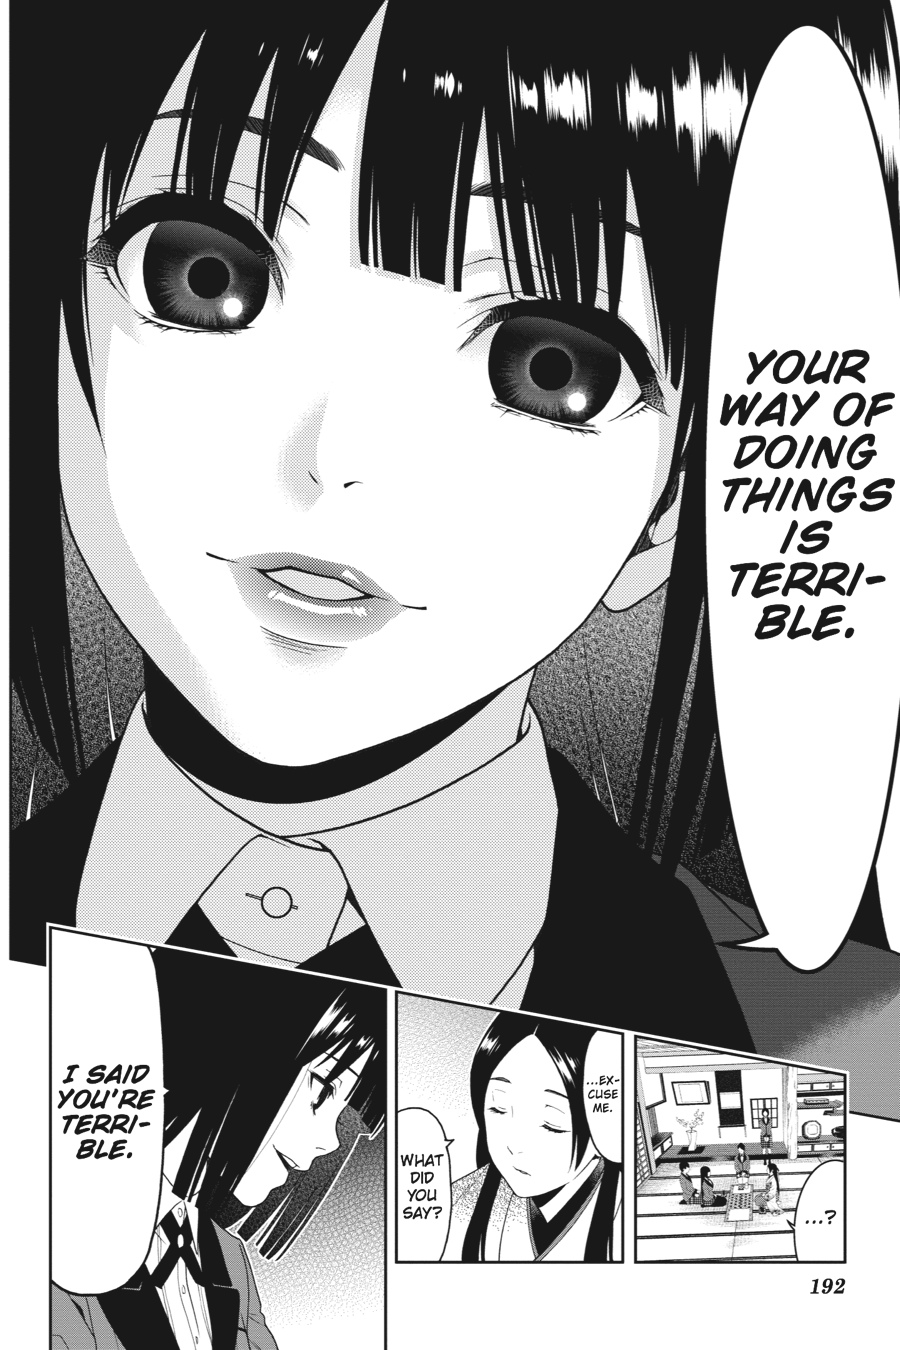 YOUR
WAY OF
DOING
THINGS
IS
TERRI-
BLE.
...?
...EX-
CUSE
ME.
WHAT
DID
YOU
SAY?
I SAID
YOU'RE
TERRI-
BLE.
192